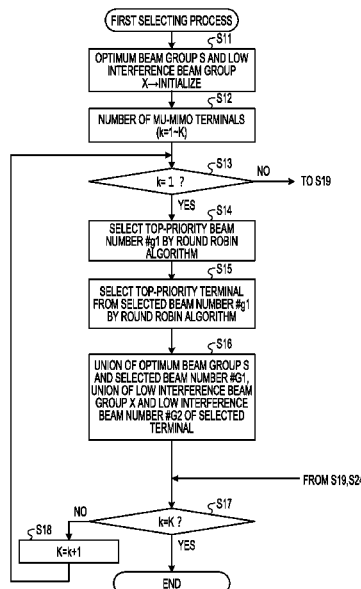 FIRST SELECTING PROCESS
S11
OPTIMUM BEAM GROUP S AND LOW
INTERFERENCE BEAM GROUP
X→INITIALIZE
S12
NUMBER OF MU-MIMO TERMINALS
(k=1~K)
S13
k= 1 ?
NO
TO S19
YES
S14
SELECT TOP-PRIORITY BEAM
NUMBER #g1 BY ROUND ROBIN
ALGORITHM
S15
SELECT TOP-PRIORITY TERMINAL
FROM SELECTED BEAM NUMBER #g1
BY ROUND ROBIN ALGORITHM
S16
UNION OF OPTIMUM BEAM GROUP S
AND SELECTED BEAM NUMBER #G1,
UNION OF LOW INTERFERENCE BEAM
GROUP X AND LOW INTERFERENCE
BEAM NUMBER #G2 OF SELECTED
TERMINAL
FROM S19,S24
S17
k=K ?
NO
YES
S18
K=k+1
END